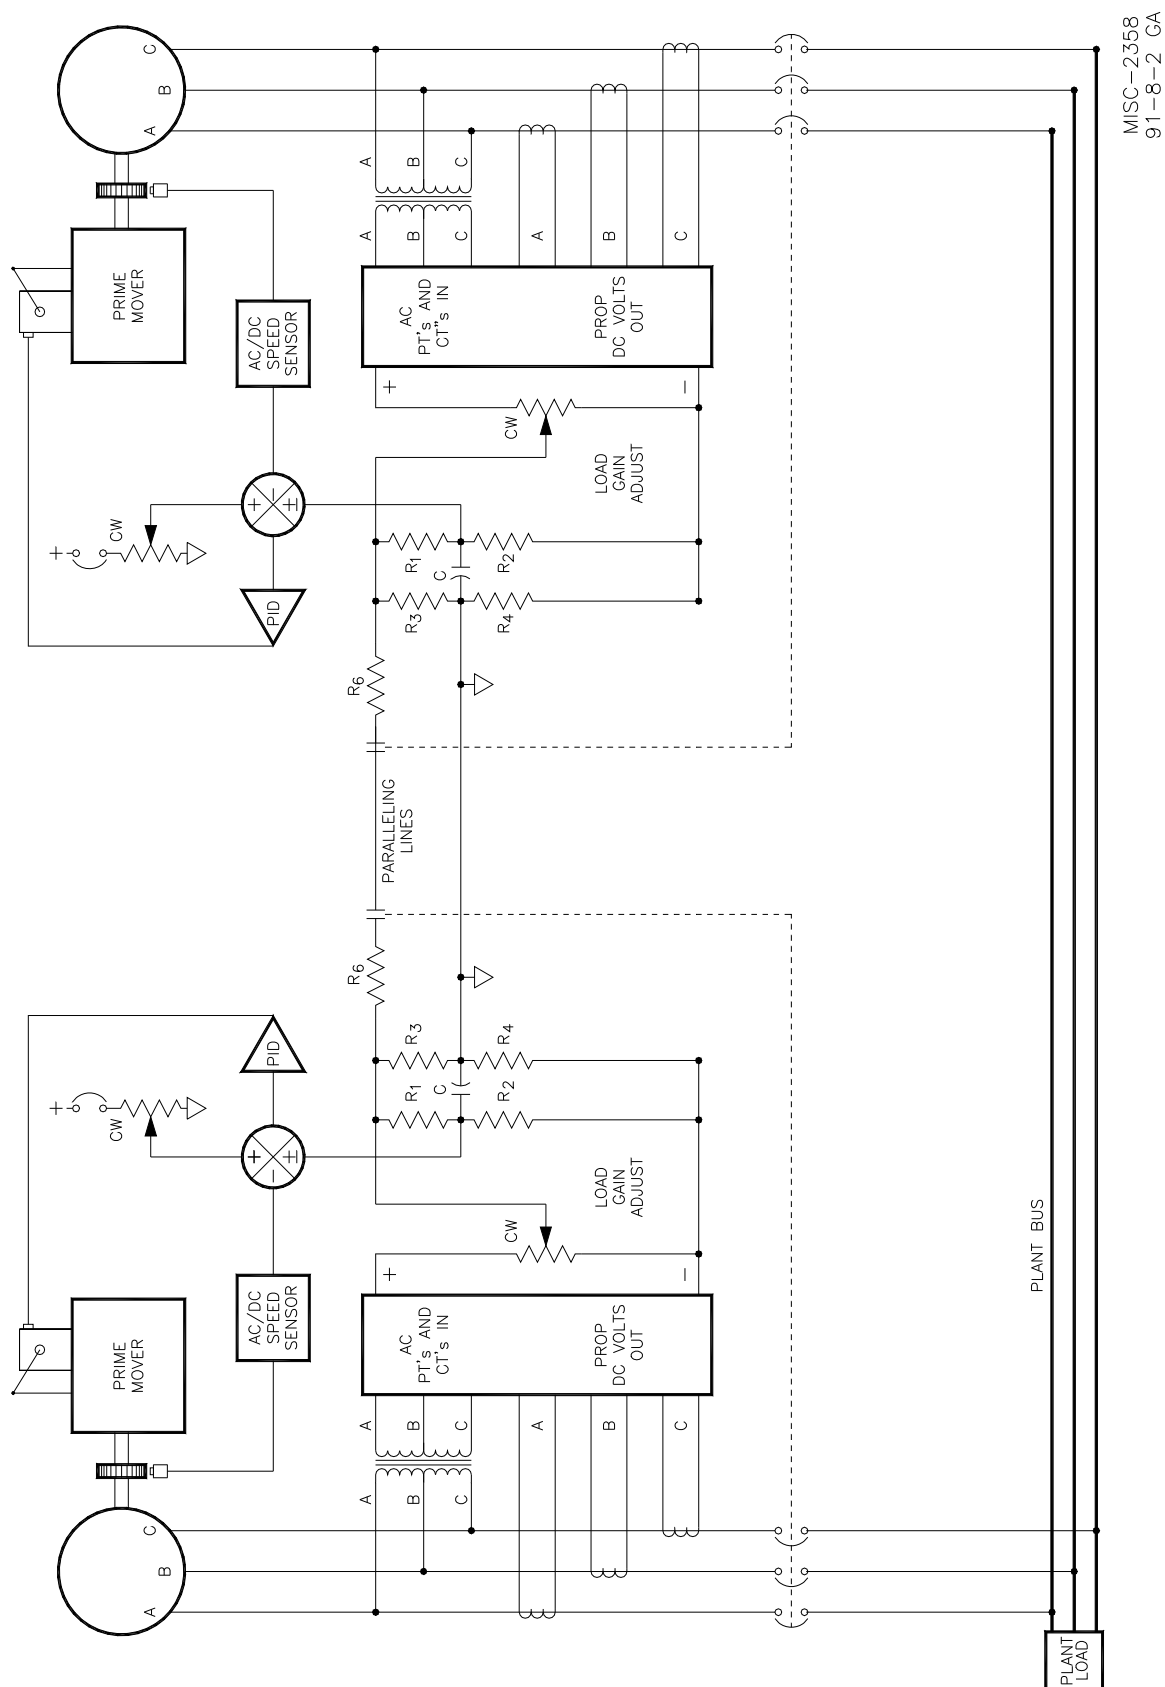 A
B
C
PRIME
MOVER
+
CW
AC/DC
SPEED
SENSOR
+
−
±
PID
A
B
C
A
B
C
A
B
C
AC
PT's AND
CT's IN
PROP
DC VOLTS
OUT
+
−
CW
LOAD
GAIN
ADJUST
R1
R2
C
R3
R4
R6
PARALLELING
LINES
R6
R3
R4
C
R1
R2
PID
+
CW
+
−
±
AC/DC
SPEED
SENSOR
PRIME
MOVER
A
B
C
LOAD
GAIN
ADJUST
CW
+
−
AC
PT's AND
CT"s IN
PROP
DC VOLTS
OUT
A
B
C
A
B
C
A
B
C
PLANT BUS
PLANT
LOAD
MISC-2358
91-8-2 GA